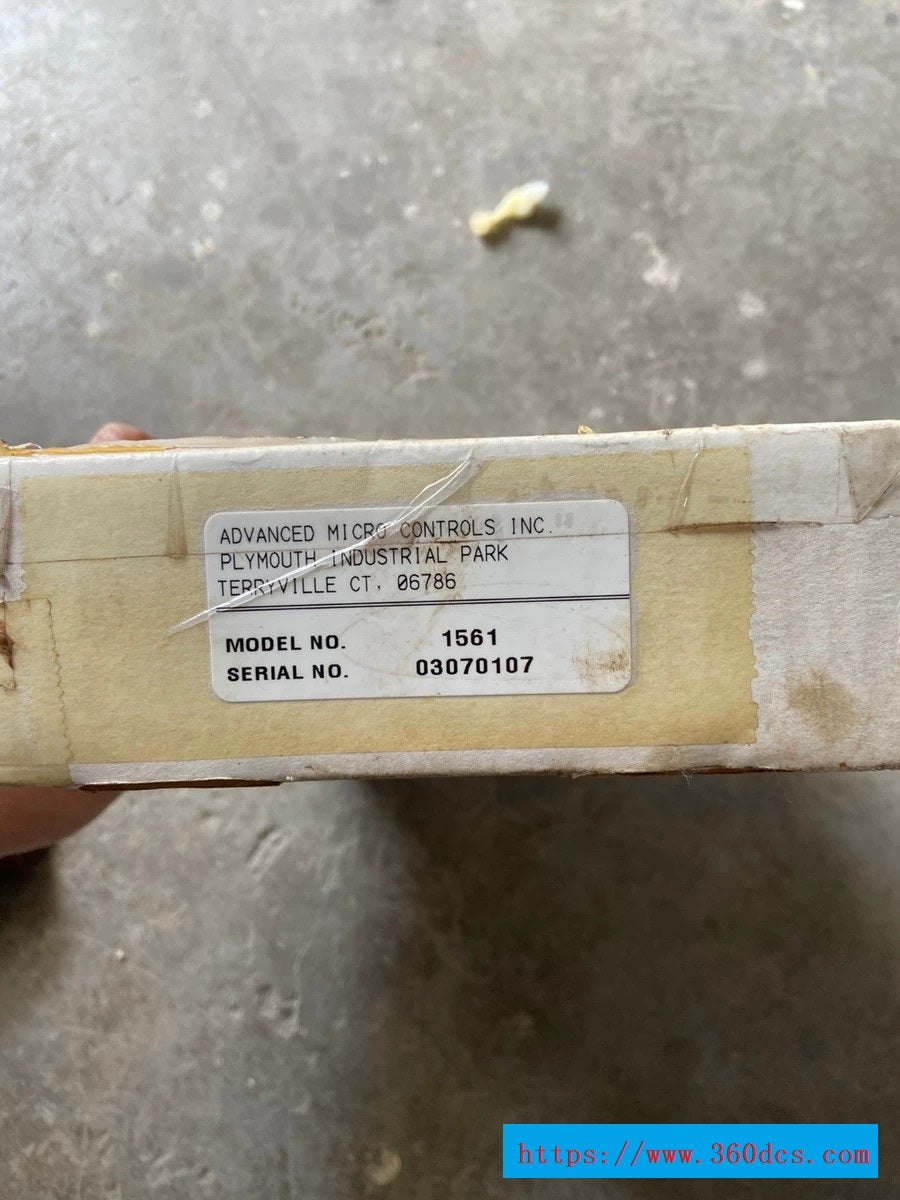 ADVANCED MICRO CONTROLS INC.
PLYMOUTH INDUSTRIAL PARK
TERRYVILLE CT. 06786
MODEL NO. 1561
SERIAL NO. 03070107
https://www.360dcs.com